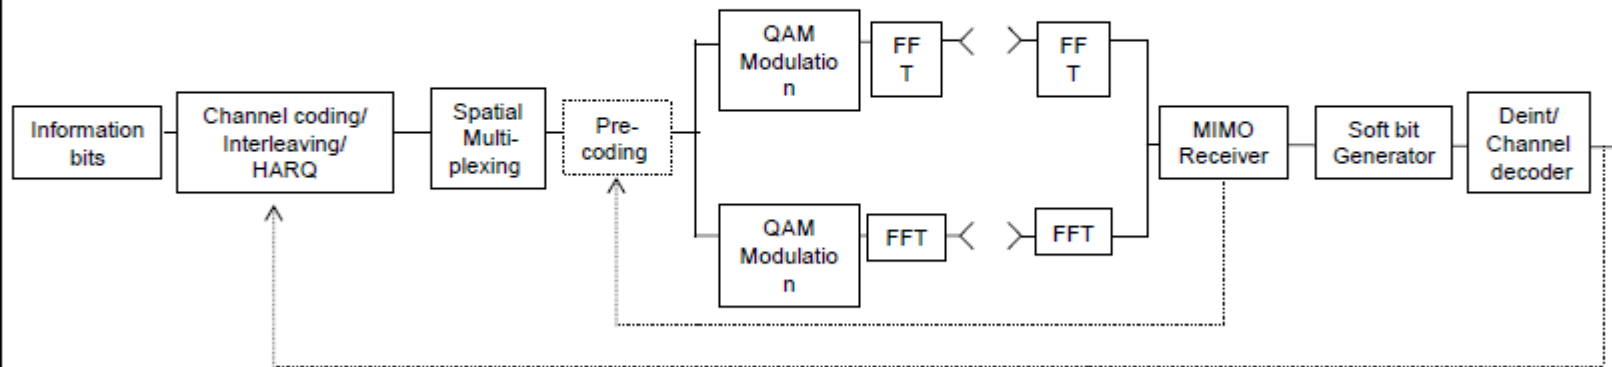 Information
bits
Channel coding/
Interleaving/
HARQ
Spatial
Multi-
plexing
Pre-
coding
QAM
Modulatio
n
FF
T
FF
T
QAM
Modulatio
n
FFT
FFT
MIMO
Receiver
Soft bit
Generator
Deint/
Channel
decoder